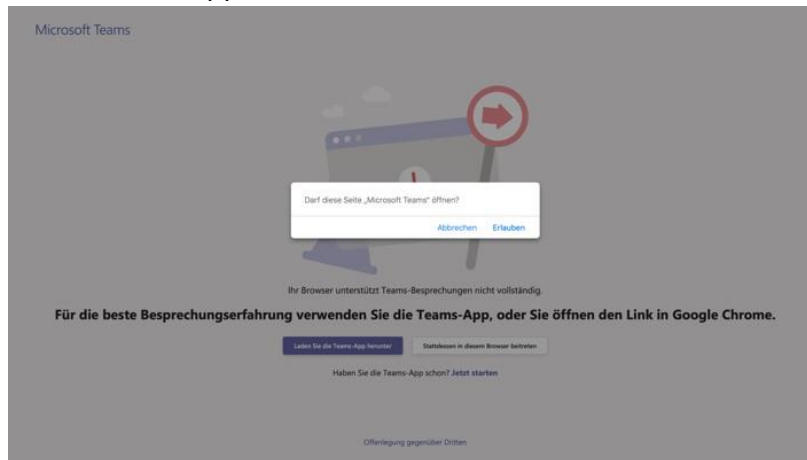 Microsoft Teams
Darf diese Seite „Microsoft Teams“ öffnen?
Abbrechen Erlauben
Ihr Browser unterstützt Teams-Besprechungen nicht vollständig.
Für die beste Besprechungserfahrung verwenden Sie die Teams-App, oder Sie öffnen den Link in Google Chrome.
Laden Sie die Teams-App herunter Stattdessen in diesem Browser beitreten
Haben Sie die Teams-App schon? Jetzt starten
Offenlegung gegenüber Dritten